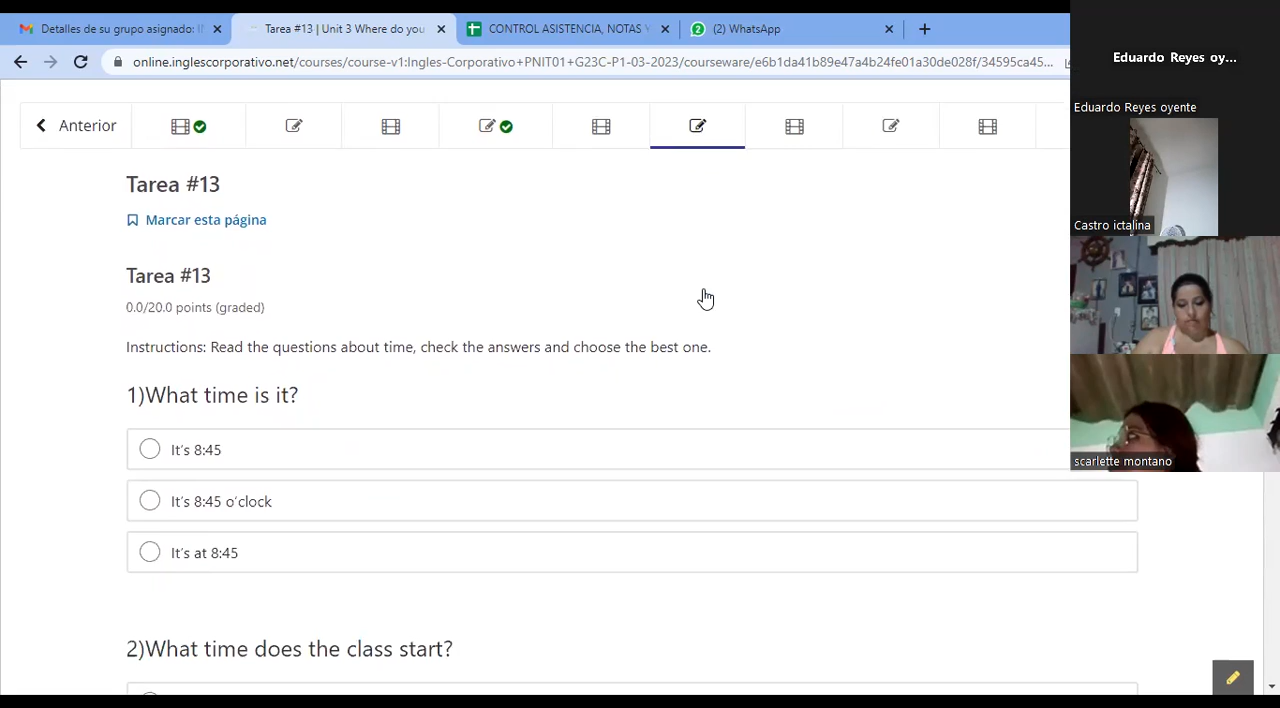 Detalles de su grupo asignado: I
Tarea #13 | Unit 3 Where do you
CONTROL ASISTENCIA, NOTAS Y
(2) WhatsApp
online.inglescorporativo.net/courses/course-v1:Ingles-Corporativo+PNIT01+G23C-P1-03-2023/courseware/e6b1da41b89e47a4b24fe01a30de028f/34595ca45...
Anterior
Tarea #13
Marcar esta página
Tarea #13
0.0/20.0 points (graded)
Instructions: Read the questions about time, check the answers and choose the best one.
1)What time is it?
It's 8:45
It's 8:45 o'clock
It's at 8:45
2)What time does the class start?
Eduardo Reyes oy...
Eduardo Reyes oyente
Castro ictalina
scarlette montano